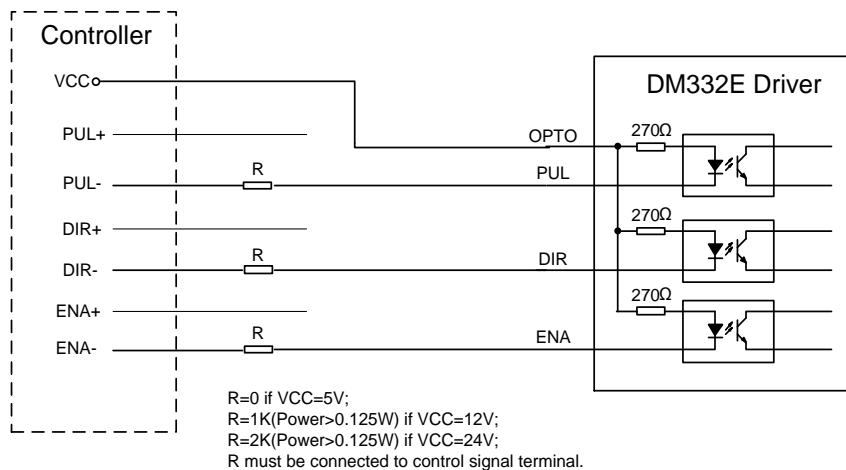 Controller
VCC
PUL+
PUL-
DIR+
DIR-
ENA+
ENA-
R
R
R
OPTO
PUL
DIR
ENA
DM332E Driver
270Ω
270Ω
270Ω
R=0 if VCC=5V;
R=1K(Power>0.125W) if VCC=12V;
R=2K(Power>0.125W) if VCC=24V;
R must be connected to control signal terminal.